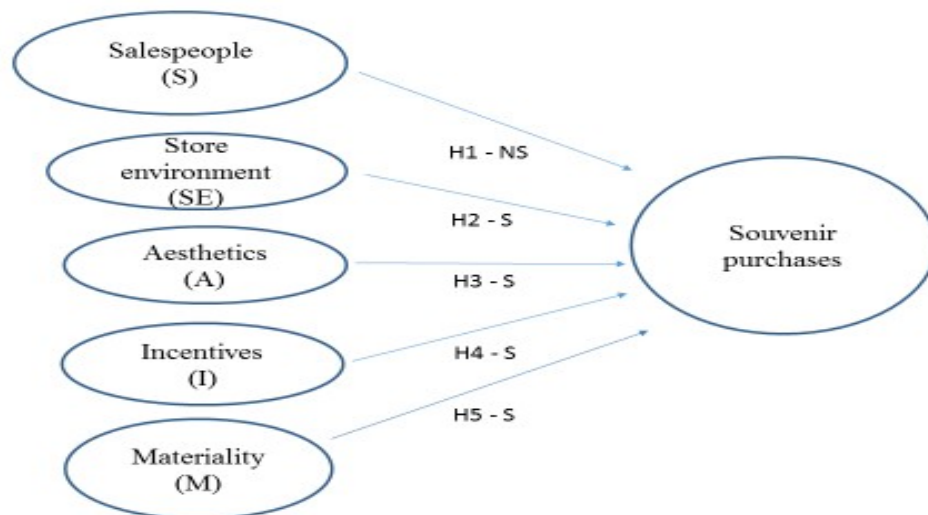 Salespeople
(S)
Store
environment
(SE)
Aesthetics
(A)
Incentives
(I)
Materiality
(M)
H1 - NS
H2 - S
H3 - S
H4 - S
H5 - S
Souvenir
purchases